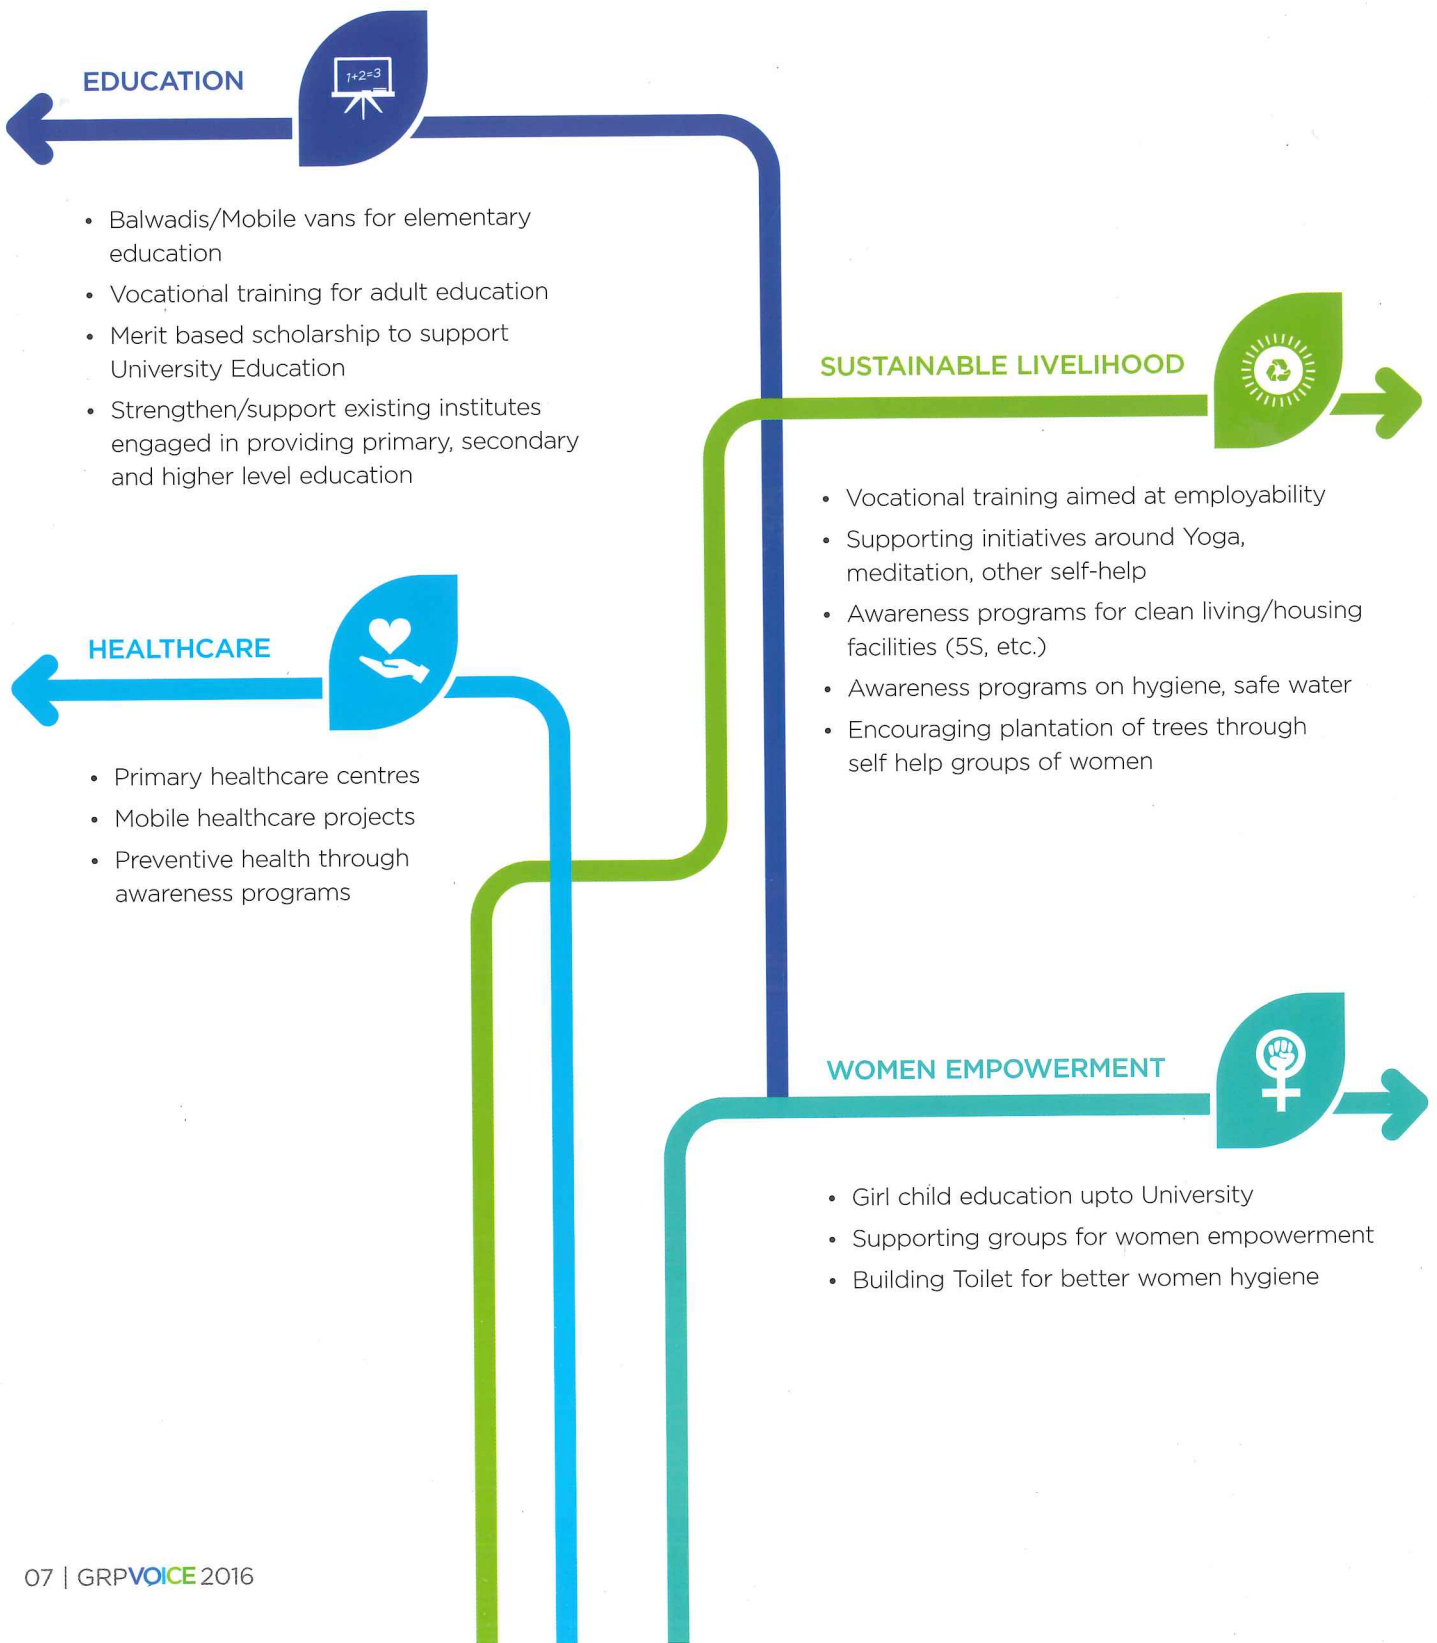 EDUCATION
1+2=3
• Balwadis/Mobile vans for elementary
education
• Vocational training for adult education
• Merit based scholarship to support
University Education
• Strengthen/support existing institutes
engaged in providing primary, secondary
and higher level education
SUSTAINABLE LIVELIHOOD
• Vocational training aimed at employability
• Supporting initiatives around Yoga,
meditation, other self-help
• Awareness programs for clean living/housing
facilities (5S, etc.)
• Awareness programs on hygiene, safe water
• Encouraging plantation of trees through
self help groups of women
HEALTHCARE
• Primary healthcare centres
• Mobile healthcare projects
• Preventive health through
awareness programs
WOMEN EMPOWERMENT
• Girl child education upto University
• Supporting groups for women empowerment
• Building Toilet for better women hygiene
07 | GRPVOICE 2016